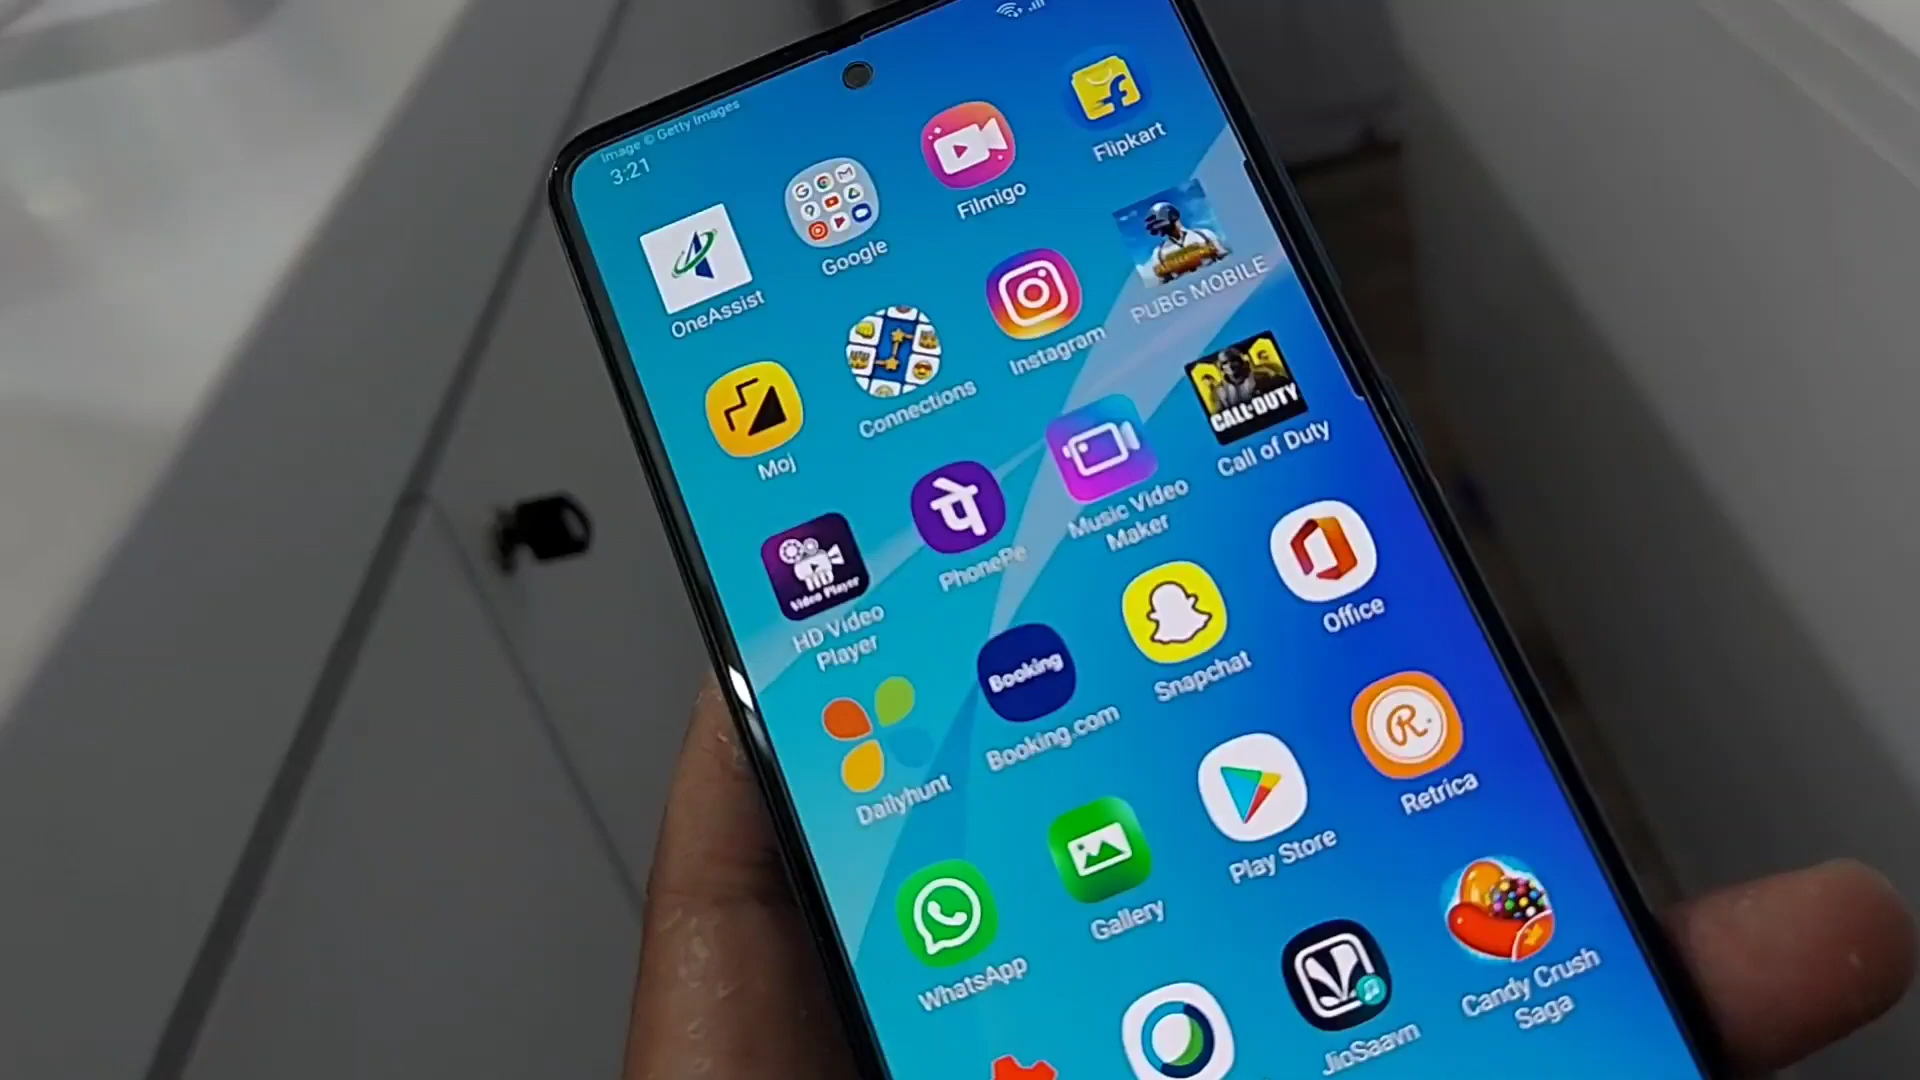 Image © Getty Images
3:21
OneAssist
Google
Filmigo
Flipkart
Moj
Connections
Instagram
PUBG MOBILE
HD
Video Player
HD Video
Player
पे
PhonePe
Music Video
Maker
CALL OF DUTY
Call of Duty
Dailyhunt
Booking
Booking.com
Snapchat
Office
WhatsApp
Gallery
Play Store
R
Retrica
JioSaavn
Candy Crush
Saga